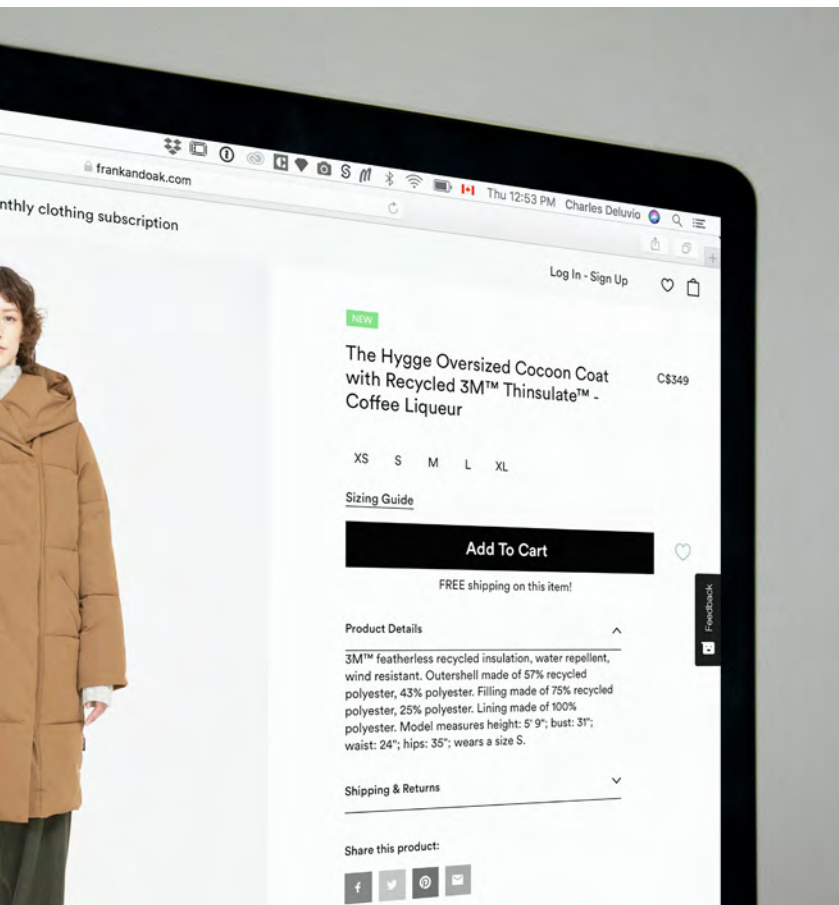 frankandoak.com
Thu 12:53 PM Charles Deluvio
clothing subscription
Log In - Sign Up
NEW
The Hygge Oversized Cocoon Coat
with Recycled 3M™ Thinsulate™ -
Coffee Liqueur
C$349
XS S M L XL
Sizing Guide
Add To Cart
FREE shipping on this item!
Feedback
Product Details
3M™ featherless recycled insulation, water repellent,
wind resistant. Outershell made of 57% recycled
polyester, 43% polyester. Filling made of 75% recycled
polyester, 25% polyester. Lining made of 100%
polyester. Model measures height: 5' 9"; bust: 31";
waist: 24"; hips: 35"; wears a size S.
Shipping & Returns
Share this product: